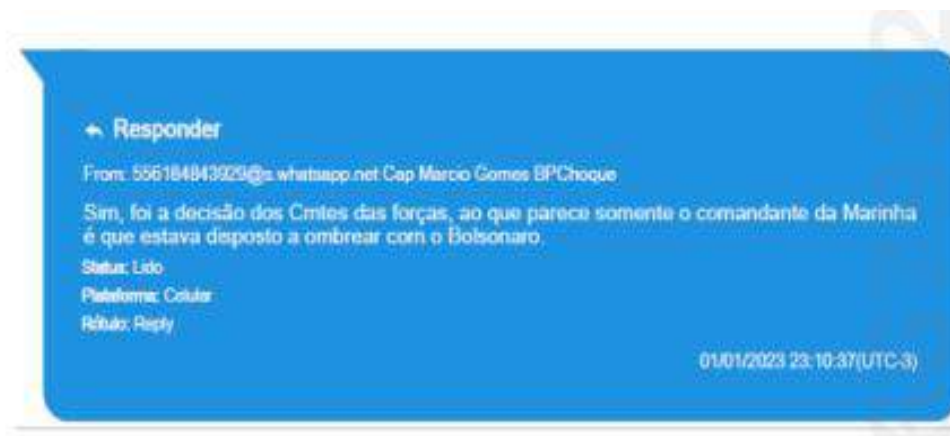 Responder
From: 556184843929@s.whatsapp.net Cap Marcio Gomes BPChoque
Sim, foi a decisão dos Cmtes das forças, ao que parece somente o comandante da Marinha
é que estava disposto a ombrear com o Bolsonaro.
Status: Lido
Plataforma: Celular
Rótulo: Reply
01/01/2023 23:10:37(UTC-3)